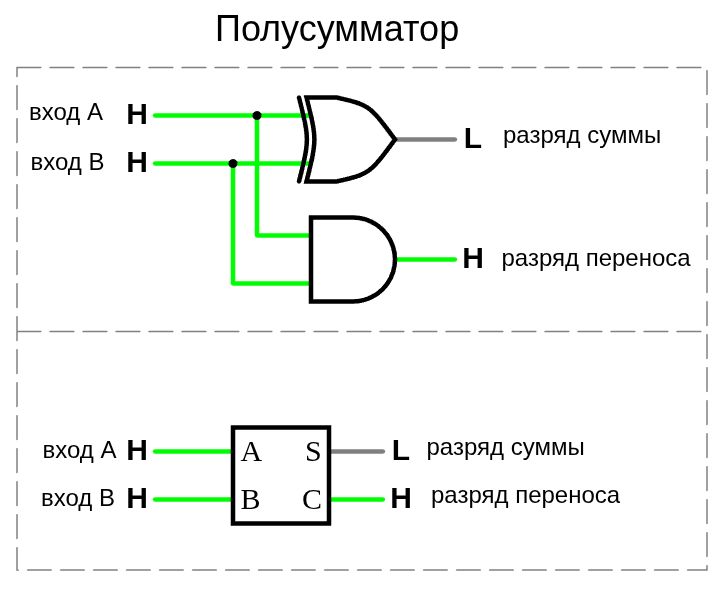 Полусумматор
вход A H
L разряд суммы
вход B H
H разряд переноса
вход A H A S L разряд суммы
вход B H B C H разряд переноса